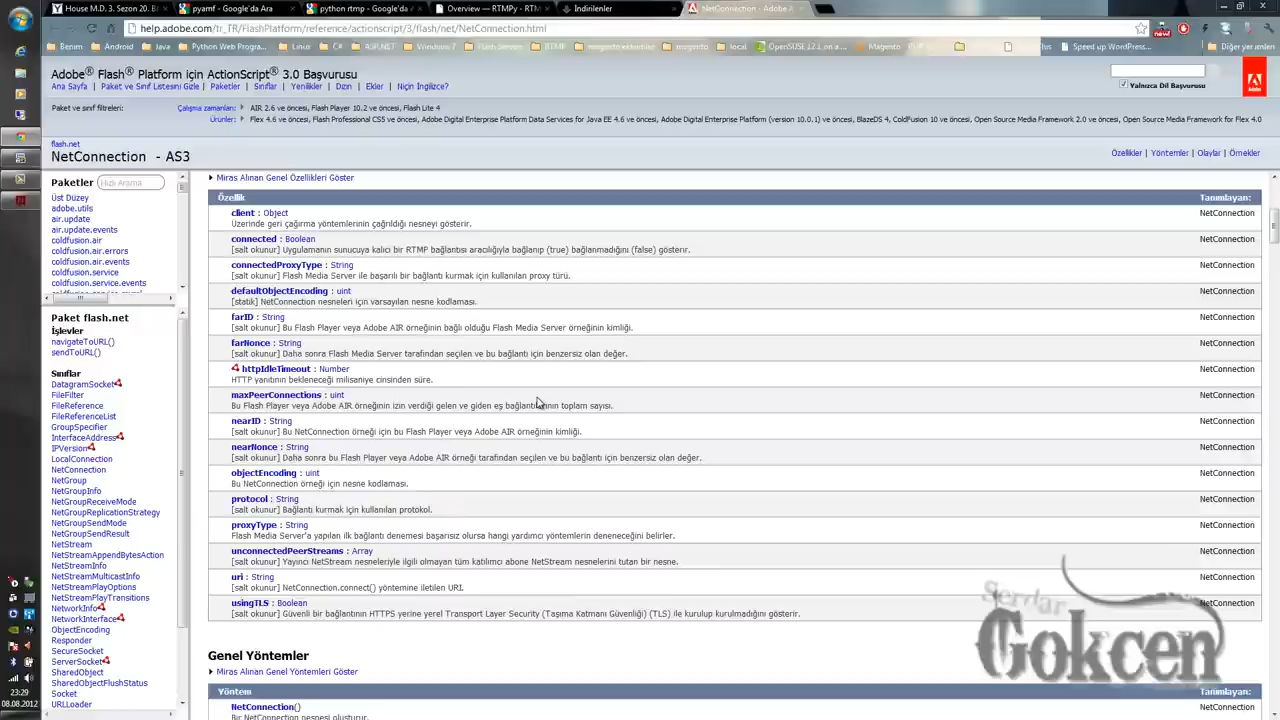 House M.D. 3. Sezon 20. B
pyamf - Google'da Ara
python rtmp - Google'da A
Overview — RTMPy - RTM
İndirilenler
NetConnection - Adobe A
help.adobe.com/tr_TR/FlashPlatform/reference/actionscript/3/flash/net/NetConnection.html
Benim
Android
Java
Python Web Progra
Linux
C#
ASP.NET
Windows 7
Flash Server
RTMP
magento eklentiler
magento
local
OpenSUSE 12.1 on a
Magento
Speed up WordPress...
Diğer yer imleri
Adobe® Flash® Platform için ActionScript® 3.0 Başvurusu
Ana Sayfa | Paket ve Sınıf Listesini Gizle | Paketler | Sınıflar | Yenilikler | Dizin | Ekler | Niçin İngilizce?
Yalnızca Dil Başvurusu
Adobe
Paket ve sınıf filtreleri:
Çalışma zamanları:
AIR 2.6 ve öncesi, Flash Player 10.2 ve öncesi, Flash Lite 4
Ürünler:
Flex 4.6 ve öncesi, Flash Professional CS5 ve öncesi, Adobe Digital Enterprise Platform Data Services for Java EE 4.6 ve öncesi, Adobe Digital Enterprise Platform (version 10.0.1) ve öncesi, BlazeDS 4, ColdFusion 10 ve öncesi, Open Source Media Framework 2.0 ve öncesi, Open Source Media Framework for Flex 4.0
flash.net
NetConnection - AS3
Özellikler | Yöntemler | Olaylar | Örnekler
Paketler
Hızlı Arama
Üst Düzey
adobe.utils
air.update
air.update.events
coldfusion.air
coldfusion.air.errors
coldfusion.air.events
coldfusion.service
coldfusion.service.events
Paket flash.net
İşlevler
navigateToURL()
sendToURL()
Sınıflar
DatagramSocket
FileFilter
FileReference
FileReferenceList
GroupSpecifier
InterfaceAddress
IPVersion
LocalConnection
NetConnection
NetGroup
NetGroupInfo
NetGroupReceiveMode
NetGroupReplicationStrategy
NetGroupSendMode
NetGroupSendResult
NetStream
NetStreamAppendBytesAction
NetStreamInfo
NetStreamMulticastInfo
NetStreamPlayOptions
NetStreamPlayTransitions
NetworkInfo
NetworkInterface
ObjectEncoding
Responder
SecureSocket
ServerSocket
SharedObject
SharedObjectFlushStatus
Socket
URLLoader
Miras Alınan Genel Özellikleri Göster
Özellik Tanımlayan:
client : Object NetConnection
Üzerinde geri çağırma yöntemlerinin çağrıldığı nesneyi gösterir.
connected : Boolean NetConnection
[salt okunur] Uygulamanın sunucuya kalıcı bir RTMP bağlantısı aracılığıyla bağlanıp (true) bağlanmadığını (false) gösterir.
connectedProxyType : String NetConnection
[salt okunur] Flash Media Server ile başarılı bir bağlantı kurmak için kullanılan proxy türü.
defaultObjectEncoding : uint NetConnection
[statik] NetConnection nesneleri için varsayılan nesne kodlaması.
farID : String NetConnection
[salt okunur] Bu Flash Player veya Adobe AIR örneğinin bağlı olduğu Flash Media Server örneğinin kimliği.
farNonce : String NetConnection
[salt okunur] Daha sonra Flash Media Server tarafından seçilen ve bu bağlantı için benzersiz olan değer.
httpIdleTimeout : Number NetConnection
HTTP yanıtının bekleneceği milisaniye cinsinden süre.
maxPeerConnections : uint NetConnection
Bu Flash Player veya Adobe AIR örneğinin izin verdiği gelen ve giden eş bağlantılarının toplam sayısı.
nearID : String NetConnection
[salt okunur] Bu NetConnection örneği için bu Flash Player veya Adobe AIR örneğinin kimliği.
nearNonce : String NetConnection
[salt okunur] Daha sonra bu Flash Player veya Adobe AIR örneği tarafından seçilen ve bu bağlantı için benzersiz olan değer.
objectEncoding : uint NetConnection
Bu NetConnection örneği için nesne kodlaması.
protocol : String NetConnection
[salt okunur] Bağlantı kurmak için kullanılan protokol.
proxyType : String NetConnection
Flash Media Server'a yapılan ilk bağlantı denemesi başarısız olursa hangi yardımcı yöntemlerin deneneceğini belirler.
unconnectedPeerStreams : Array NetConnection
[salt okunur] Yayıncı NetStream nesneleriyle ilgili olmayan tüm katılımcı abone NetStream nesnelerini tutan bir nesne.
uri : String NetConnection
[salt okunur] NetConnection.connect() yöntemine iletilen URI.
usingTLS : Boolean NetConnection
[salt okunur] Güvenli bir bağlantının HTTPS yerine yerel Transport Layer Security (Taşıma Katmanı Güvenliği) (TLS) ile kurulup kurulmadığını gösterir.
Genel Yöntemler
Miras Alınan Genel Yöntemleri Göster
Yöntem Tanımlayan:
NetConnection() NetConnection
Bir NetConnection nesnesi oluşturur.
Serdar
Gokcen
23:29
08.08.2012